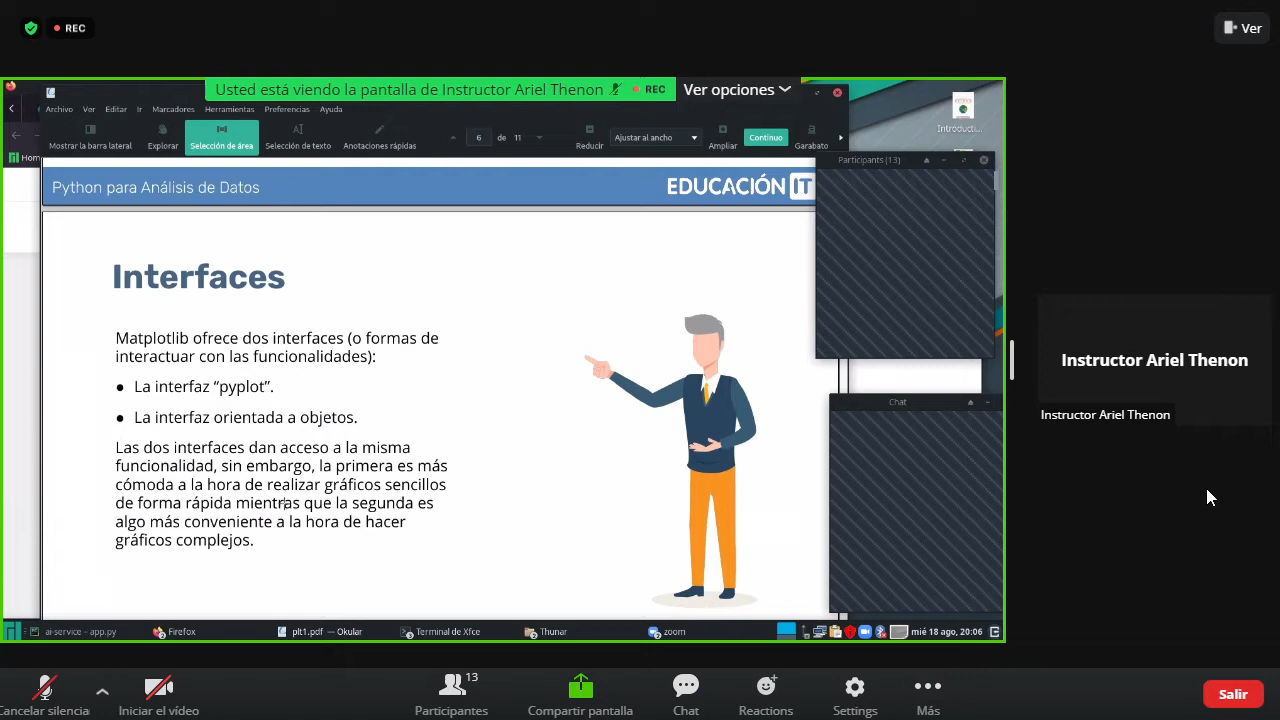 REC
Ver
Usted está viendo la pantalla de Instructor Ariel Thenon
REC
Ver opciones
Archivo Ver Editar Ir Marcadores Herramientas Preferencias Ayuda
6 de 11
Ajustar al ancho
Continuo
Mostrar la barra lateral
Explorar
Selección de área
Selección de texto
Anotaciones rápidas
Reducir
Ampliar
Garabato
Introducti...
Home
Participants (13)
Python para Análisis de Datos
EDUCACIÓN IT
Interfaces
Matplotlib ofrece dos interfaces (o formas de
interactuar con las funcionalidades):
● La interfaz “pyplot”.
● La interfaz orientada a objetos.
Las dos interfaces dan acceso a la misma
funcionalidad, sin embargo, la primera es más
cómoda a la hora de realizar gráficos sencillos
de forma rápida mientras que la segunda es
algo más conveniente a la hora de hacer
gráficos complejos.
Chat
Instructor Ariel Thenon
Instructor Ariel Thenon
ai-service – app.py
Firefox
plt1.pdf — Okular
Terminal de Xfce
Thunar
zoom
mié 18 ago, 20:06
Cancelar silencia
Iniciar el vídeo
13
Participantes
Compartir pantalla
Chat
Reactions
Settings
Más
Salir